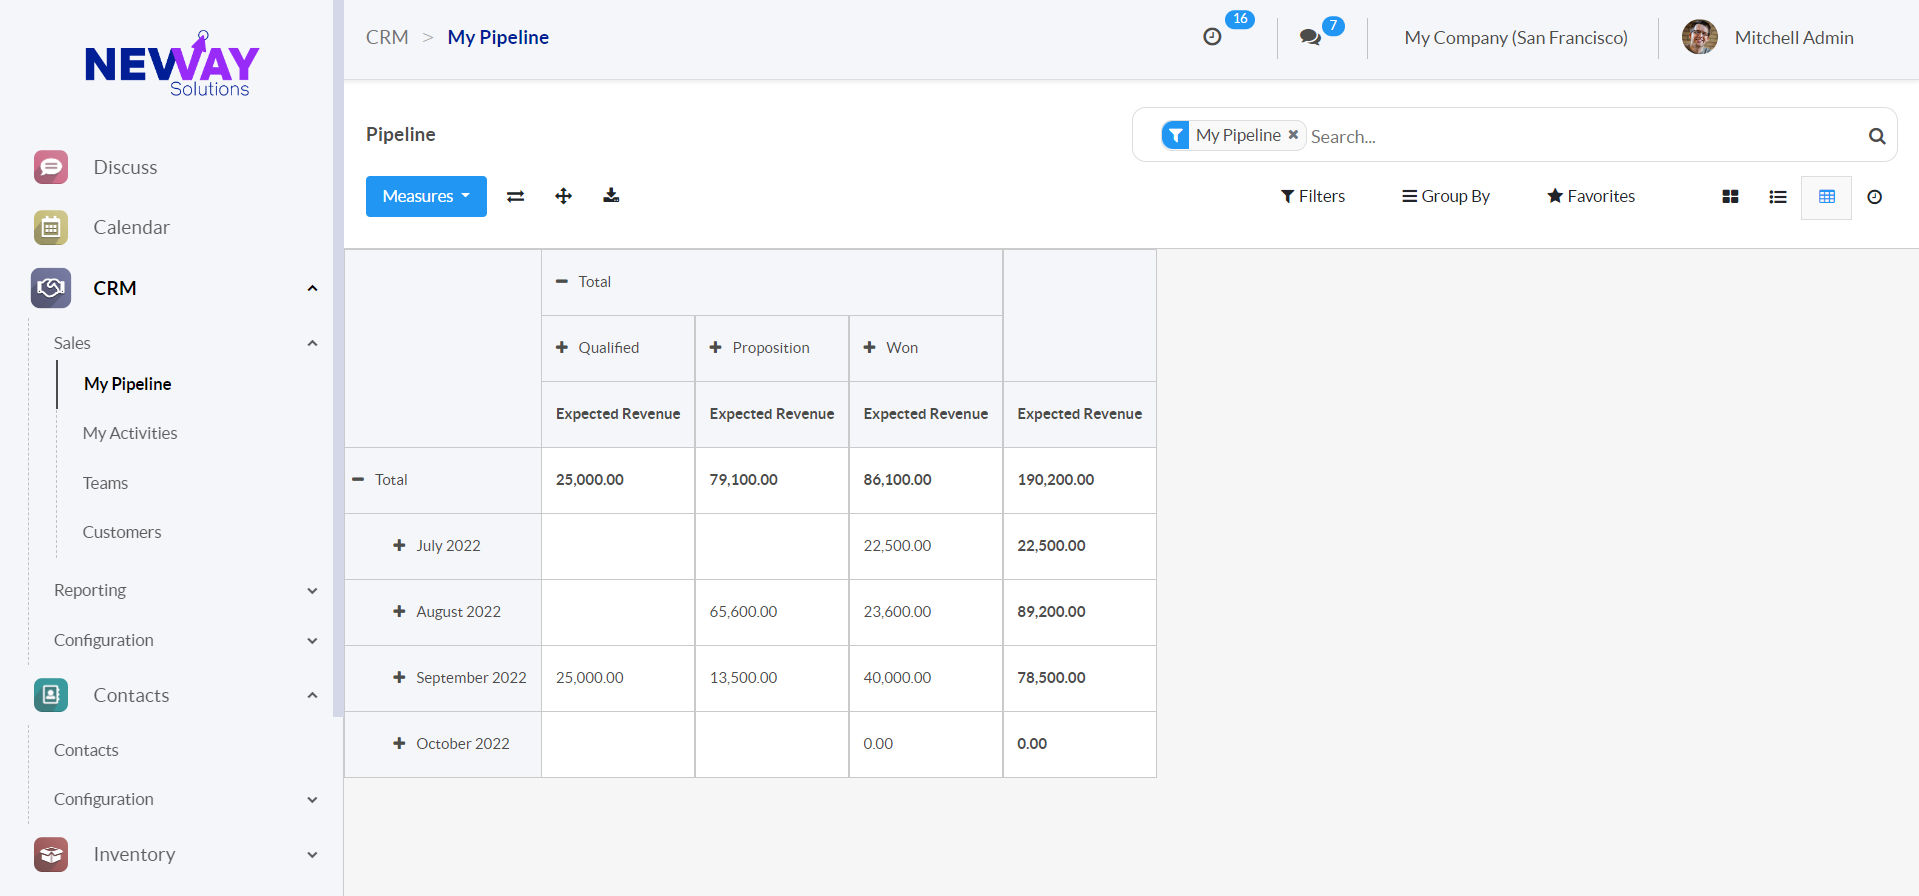 NEWAY
Solutions
Discuss
Calendar
CRM
Sales
My Pipeline
My Activities
Teams
Customers
Reporting
Configuration
Contacts
Contacts
Configuration
Inventory
CRM > My Pipeline
16
7
My Company (San Francisco)
Mitchell Admin
Pipeline
My Pipeline Search...
Measures
Filters
Group By
Favorites
Total
Qualified Proposition Won
Expected Revenue Expected Revenue Expected Revenue Expected Revenue
Total 25,000.00 79,100.00 86,100.00 190,200.00
July 2022 22,500.00 22,500.00
August 2022 65,600.00 23,600.00 89,200.00
September 2022 25,000.00 13,500.00 40,000.00 78,500.00
October 2022 0.00 0.00